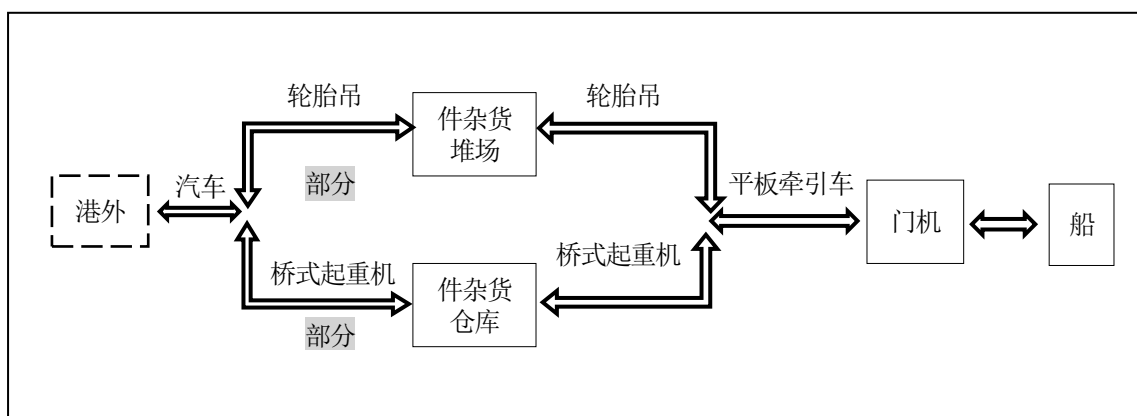 轮胎吊
轮胎吊
件杂货
堆场
汽车
部分
平板牵引车
港外
门机
船
桥式起重机
桥式起重机
件杂货
仓库
部分